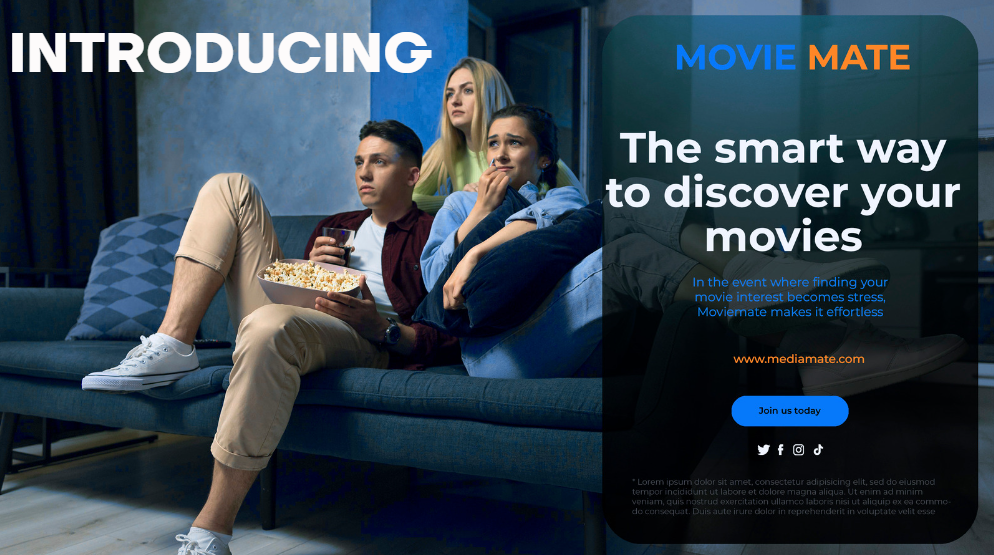 INTRODUCING
MOVIE MATE
The smart way
to discover your
movies
In the event where finding your
movie interest becomes stress,
Moviemate makes it effortless
www.mediamate.com
Join us today
* Lorem ipsum dolor sit amet, consectetur adipisicing elit, sed do eiusmod
tempor incididunt ut labore et dolore magna aliqua. Ut enim ad minim
veniam, quis nostrud exercitation ullamco laboris nisi ut aliquip ex ea commo-
do consequat. Duis aute irure dolor in reprehenderit in voluptate velit esse